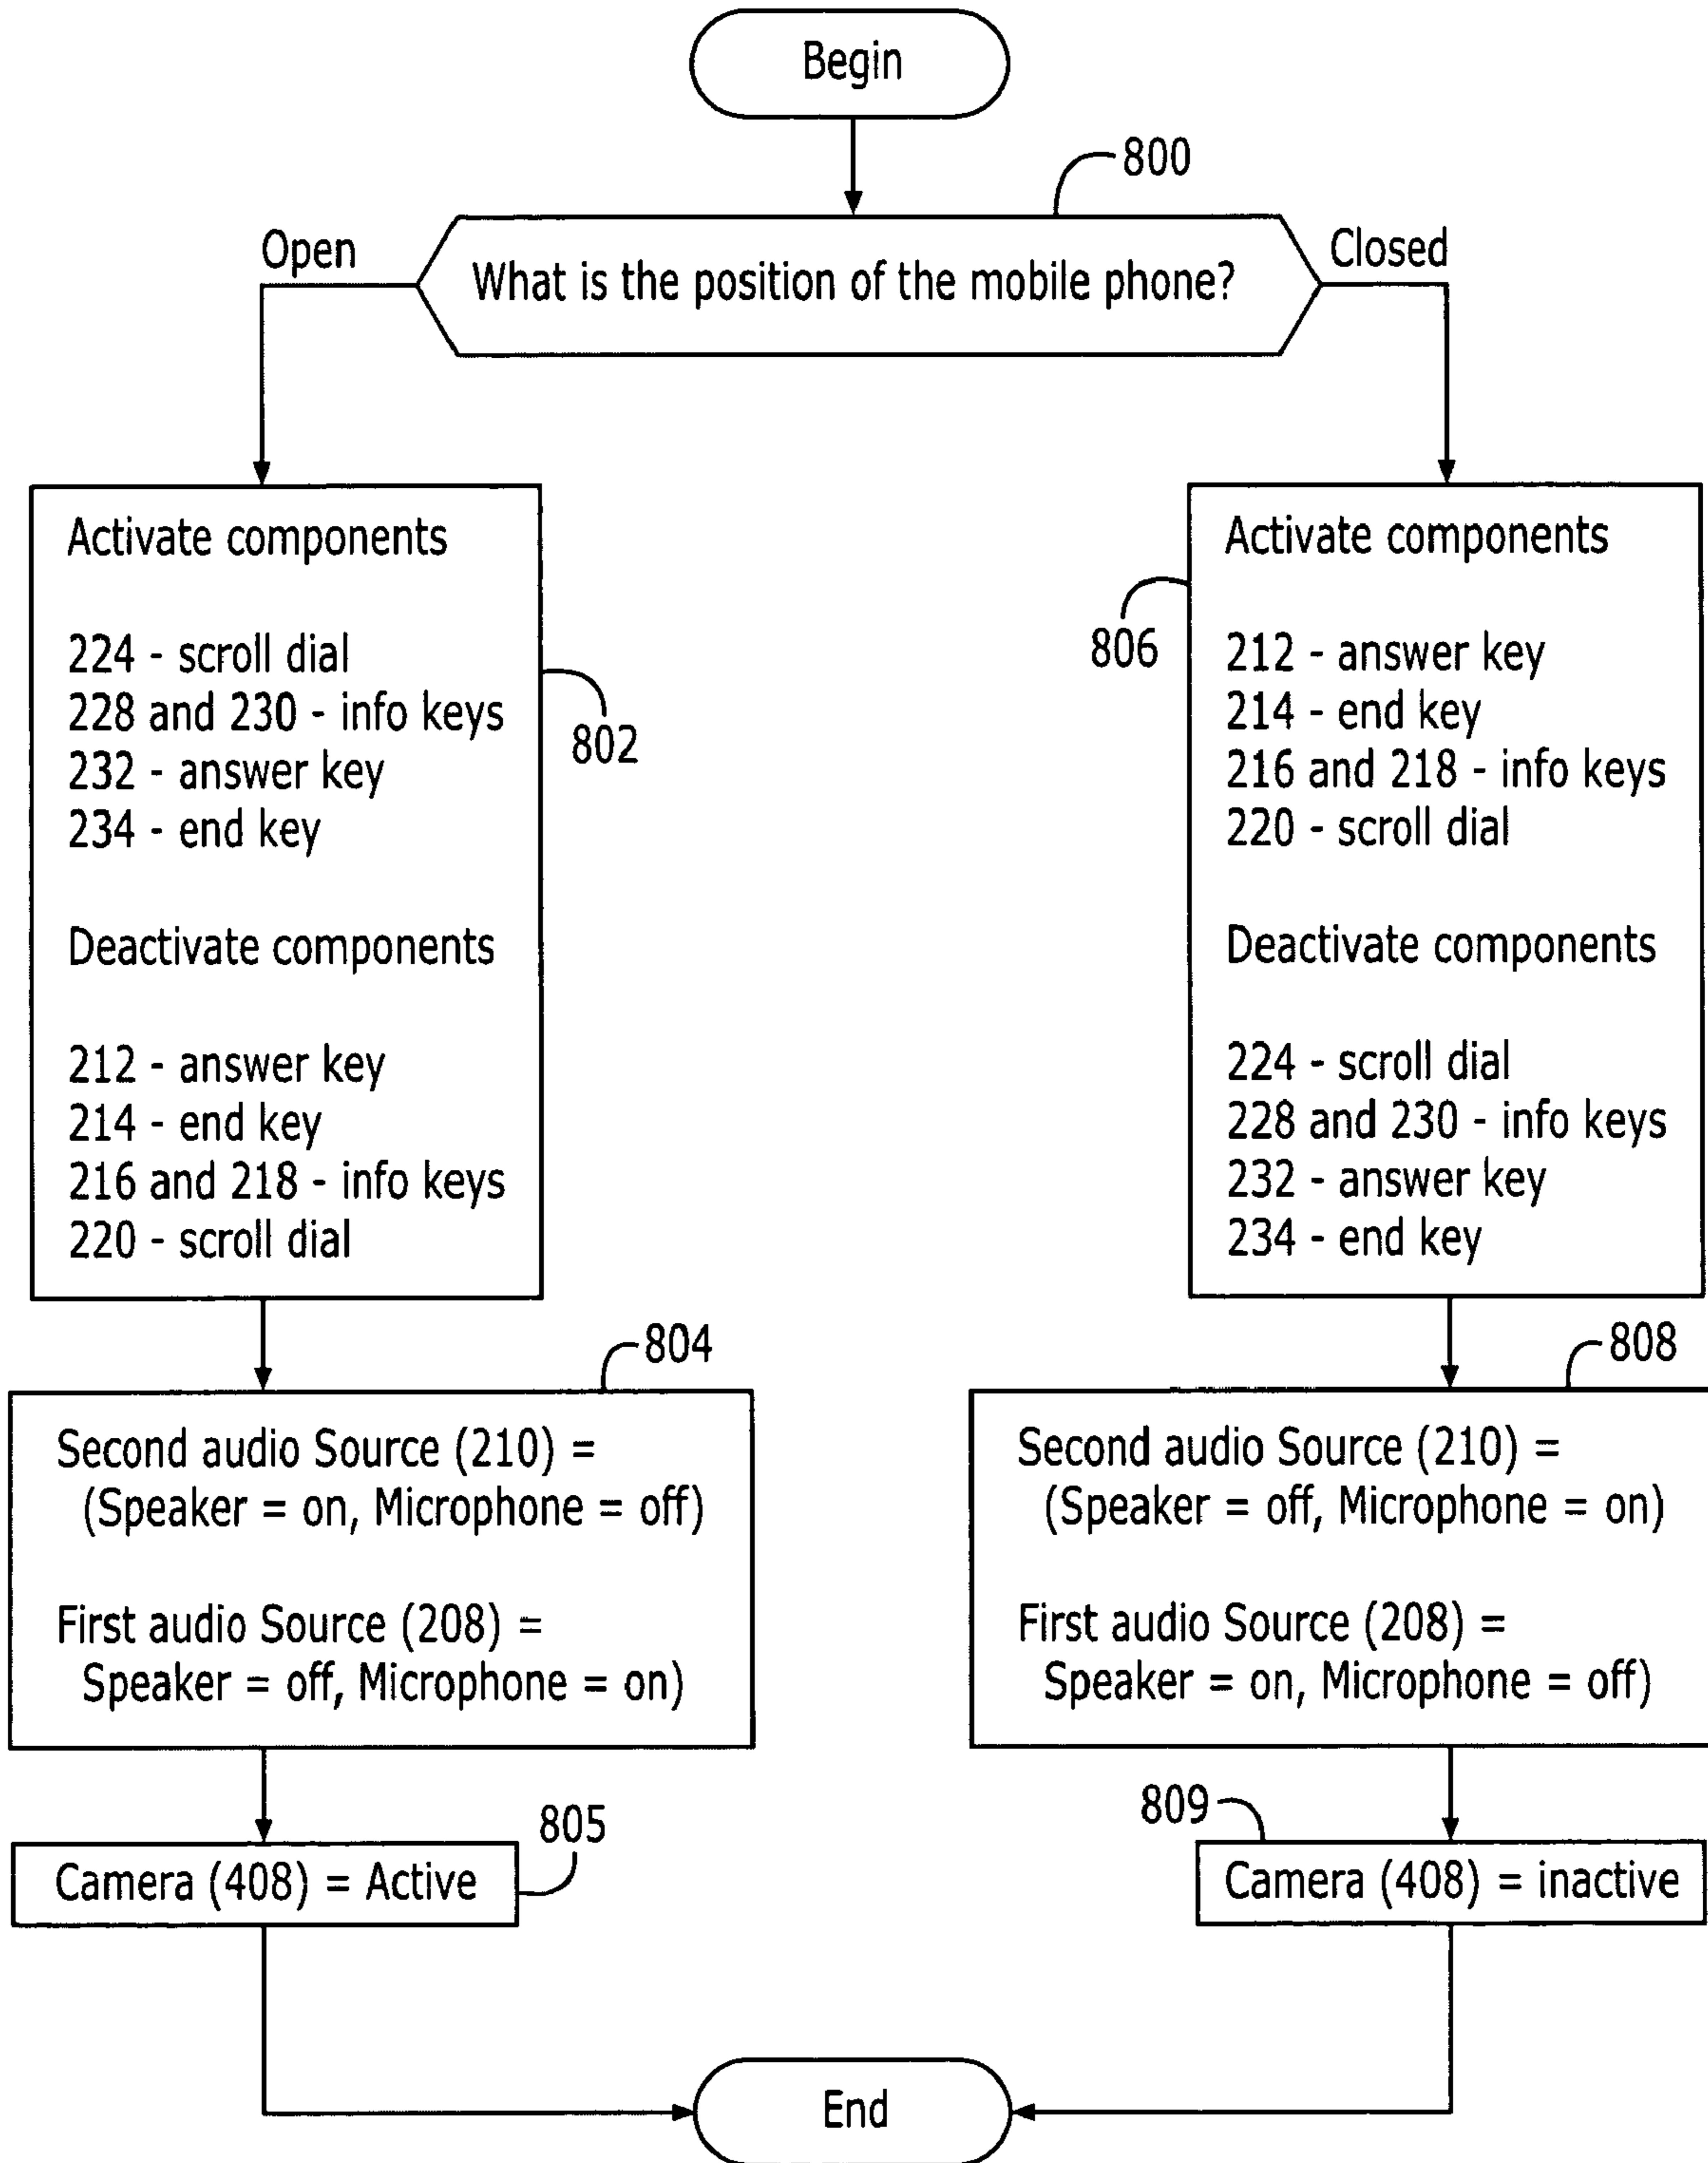 Begin
800
Open
Closed
What is the position of the mobile phone?
Activate components
224 - scroll dial
228 and 230 - info keys
232 - answer key
234 - end key
Deactivate components
212 - answer key
214 - end key
216 and 218 - info keys
220 - scroll dial
802
806
Activate components
212 - answer key
214 - end key
216 and 218 - info keys
220 - scroll dial
Deactivate components
224 - scroll dial
228 and 230 - info keys
232 - answer key
234 - end key
804
Second audio Source (210) =
(Speaker = on, Microphone = off)
First audio Source (208) =
Speaker = off, Microphone = on)
808
Second audio Source (210) =
(Speaker = off, Microphone = on)
First audio Source (208) =
Speaker = on, Microphone = off)
805
Camera (408) = Active
809
Camera (408) = inactive
End